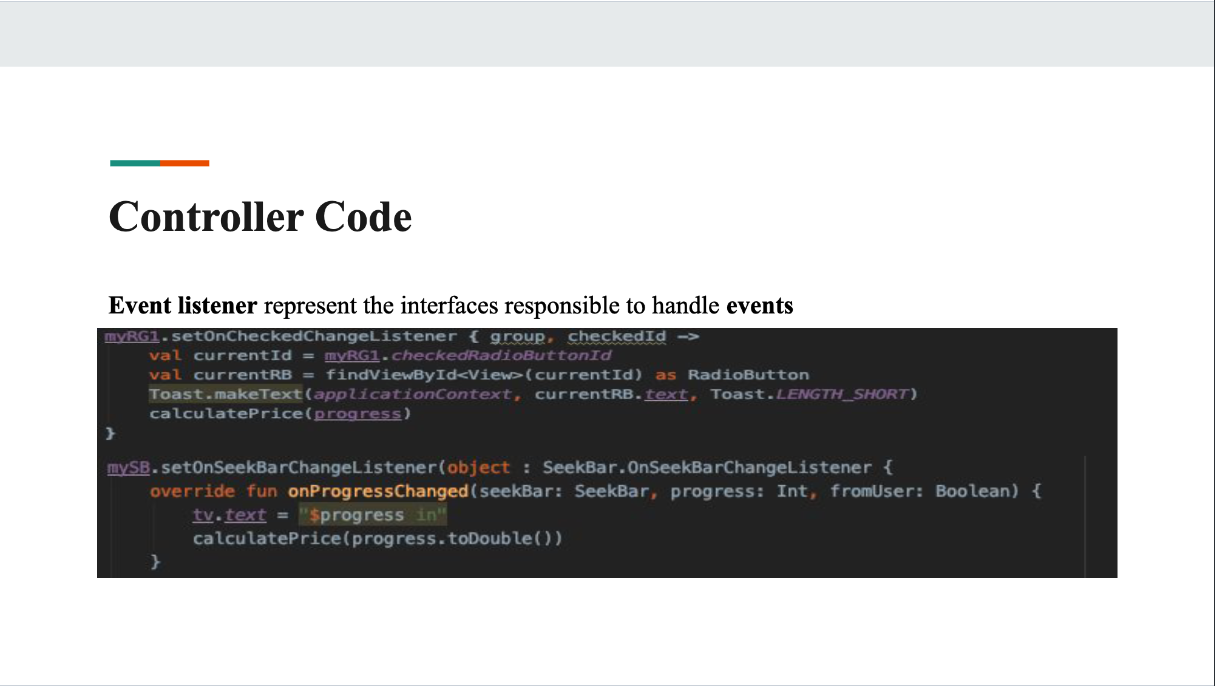 Controller Code
Event listener represent the interfaces responsible to handle events
myRG1.setOnCheckedChangeListener { group, checkedId ->
val currentId = myRG1.checkedRadioButtonId
val currentRB = findViewById<View>(currentId) as RadioButton
Toast.makeText(applicationContext, currentRB.text, Toast.LENGTH_SHORT)
calculatePrice(progress)
}
mySB.setOnSeekBarChangeListener(object : SeekBar.OnSeekBarChangeListener {
override fun onProgressChanged(seekBar: SeekBar, progress: Int, fromUser: Boolean) {
tv.text = "$progress in"
calculatePrice(progress.toDouble())
}